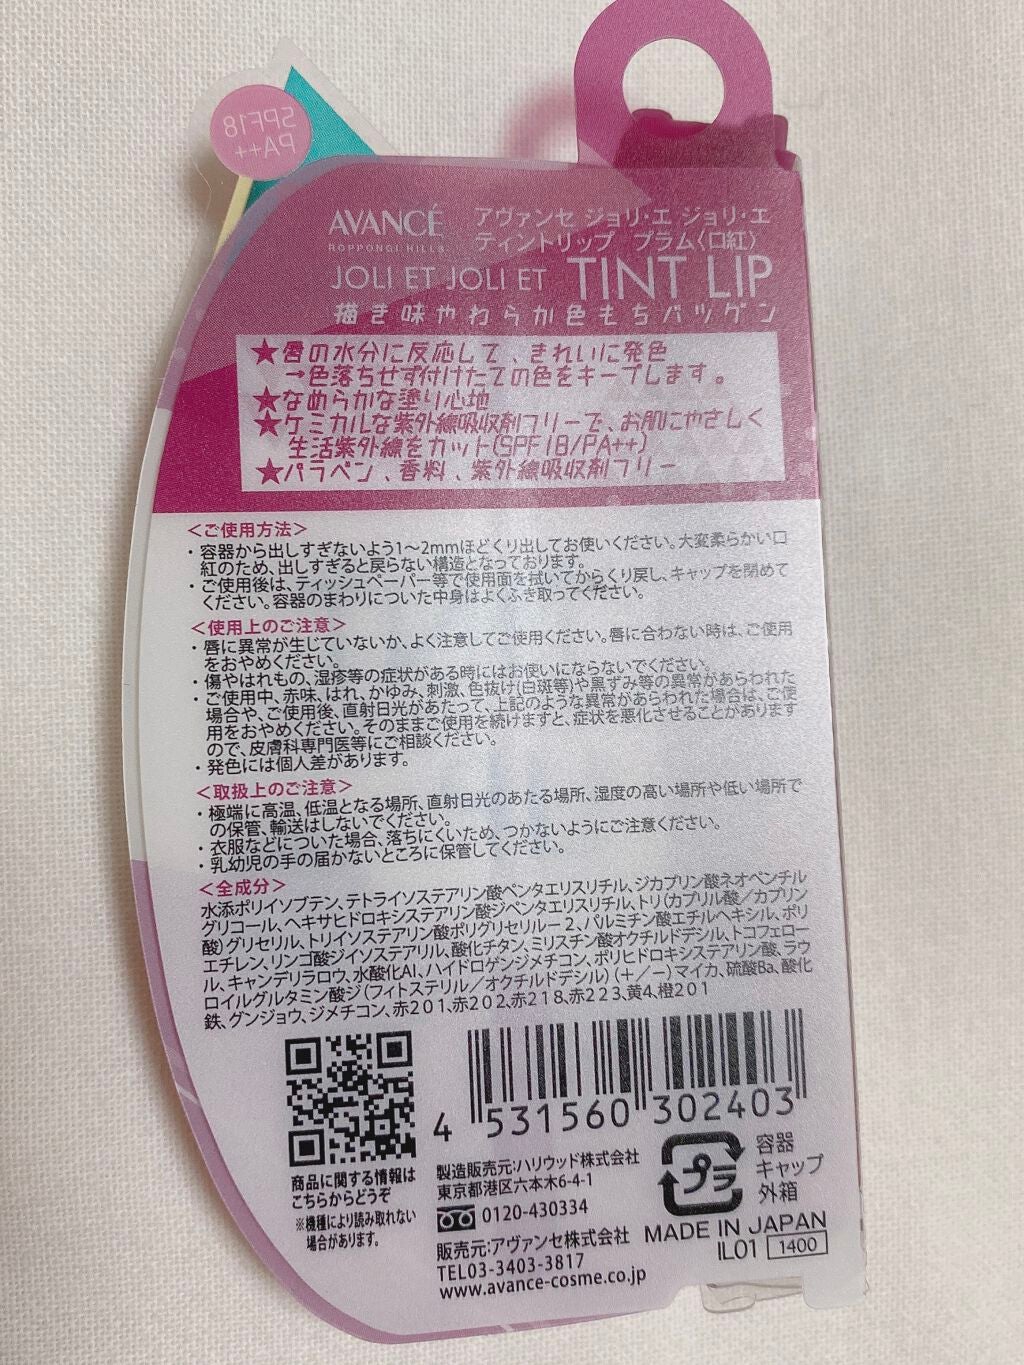 SPF18
PA++
AVANCÉ
ROPPONGI HILLS
アヴァンセ ジョリ・エ ジョリ・エ
ティントリップ プラム〈口紅〉
JOLI ET JOLI ET TINT LIP
描き味やわらか色もちバツグン
★唇の水分に反応して、きれいに発色
→色落ちせず付けたての色をキープします。
★なめらかな塗り心地
★ケミカルな紫外線吸収剤フリーで、お肌にやさしく
生活紫外線をカット(SPF18/PA++)
★パラベン、香料、紫外線吸収剤フリー
＜ご使用方法＞
・容器から出しすぎないよう1～2mmほどくり出してお使いください。大変柔らかい口
紅のため、出しすぎると戻らない構造となっております。
・ご使用後は、ティッシュペーパー等で使用面を拭いてからくり戻し、キャップを閉めて
ください。容器のまわりについた中身はよくふき取ってください。
＜使用上のご注意＞
・唇に異常が生じていないか、よく注意してご使用ください。唇に合わない時は、ご使用
をおやめください。
・傷やはれもの、湿疹等の症状がある時にはお使いにならないでください。
・ご使用中、赤味、はれ、かゆみ、刺激、色抜け(白斑等)や黒ずみ等の異常があらわれた
場合や、ご使用後、直射日光があたって、上記のような異常があらわれた場合は、ご使
用をおやめください。そのままご使用を続けますと、症状を悪化させることがあります
ので、皮膚科専門医等にご相談ください。
・発色には個人差があります。
＜取扱上のご注意＞
・極端に高温、低温となる場所、直射日光のあたる場所、湿度の高い場所や低い場所で
の保管、輸送はしないでください。
・衣服などについた場合、落ちにくいため、つかないようにご注意ください。
・乳幼児の手の届かないところに保管してください。
＜全成分＞
水添ポリイソブテン、テトライソステアリン酸ペンタエリスリチル、ジカプリン酸ネオペンチル
グリコール、ヘキサヒドロキシステアリン酸ジペンタエリスリチル、トリ(カプリル酸／カプリン
酸)グリセリル、トリイソステアリン酸ポリグリセリル－2、パルミチン酸エチルヘキシル、ポリ
エチレン、リンゴ酸ジイソステアリル、酸化チタン、ミリスチン酸オクチルドデシル、トコフェロー
ル、キャンデリラロウ、水酸化Al、ハイドロゲンジメチコン、ポリヒドロキシステアリン酸、ラウ
ロイルグルタミン酸ジ(フィトステリル／オクチルドデシル)(＋／－)マイカ、硫酸Ba、酸化
鉄、グンジョウ、ジメチコン、赤201、赤202、赤218、赤223、黄4、橙201
4 531560 302403
商品に関する情報は
こちらからどうぞ
※機種により読み取れない
場合があります。
製造販売元:ハリウッド株式会社
東京都港区六本木6-4-1
0120-430334
販売元:アヴァンセ株式会社
TEL03-3403-3817
www.avance-cosme.co.jp
プラ
容器
キャップ
外箱
MADE IN JAPAN
IL01 1400